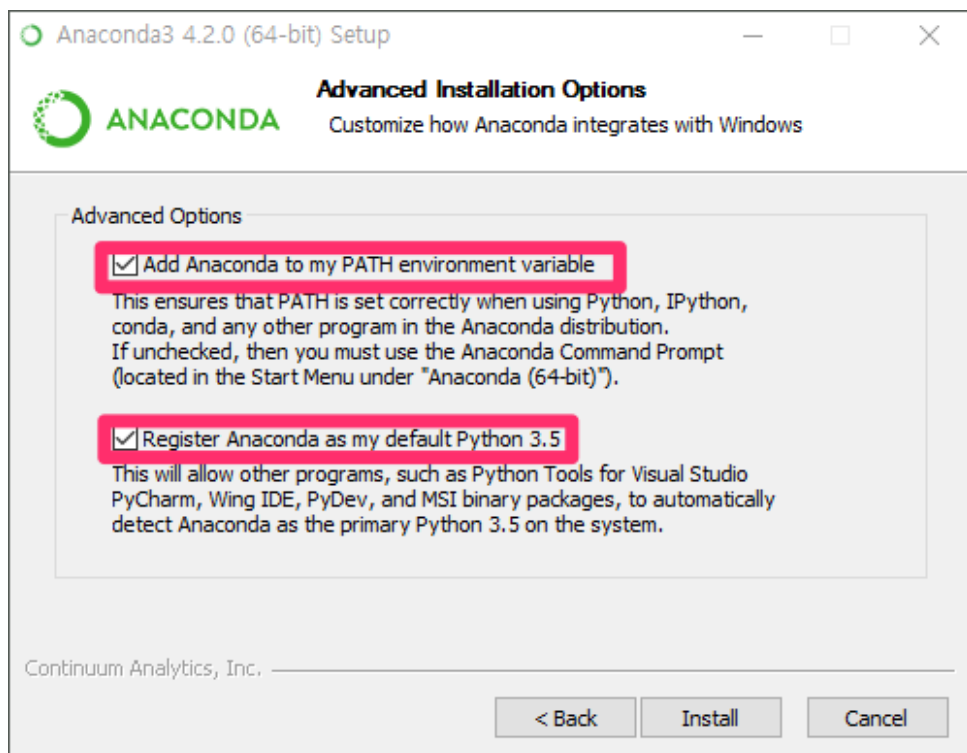 Anaconda3 4.2.0 (64-bit) Setup
ANACONDA
Advanced Installation Options
Customize how Anaconda integrates with Windows
Advanced Options
Add Anaconda to my PATH environment variable
This ensures that PATH is set correctly when using Python, IPython,
conda, and any other program in the Anaconda distribution.
If unchecked, then you must use the Anaconda Command Prompt
(located in the Start Menu under "Anaconda (64-bit)").
Register Anaconda as my default Python 3.5
This will allow other programs, such as Python Tools for Visual Studio
PyCharm, Wing IDE, PyDev, and MSI binary packages, to automatically
detect Anaconda as the primary Python 3.5 on the system.
Continuum Analytics, Inc.
< Back
Install
Cancel